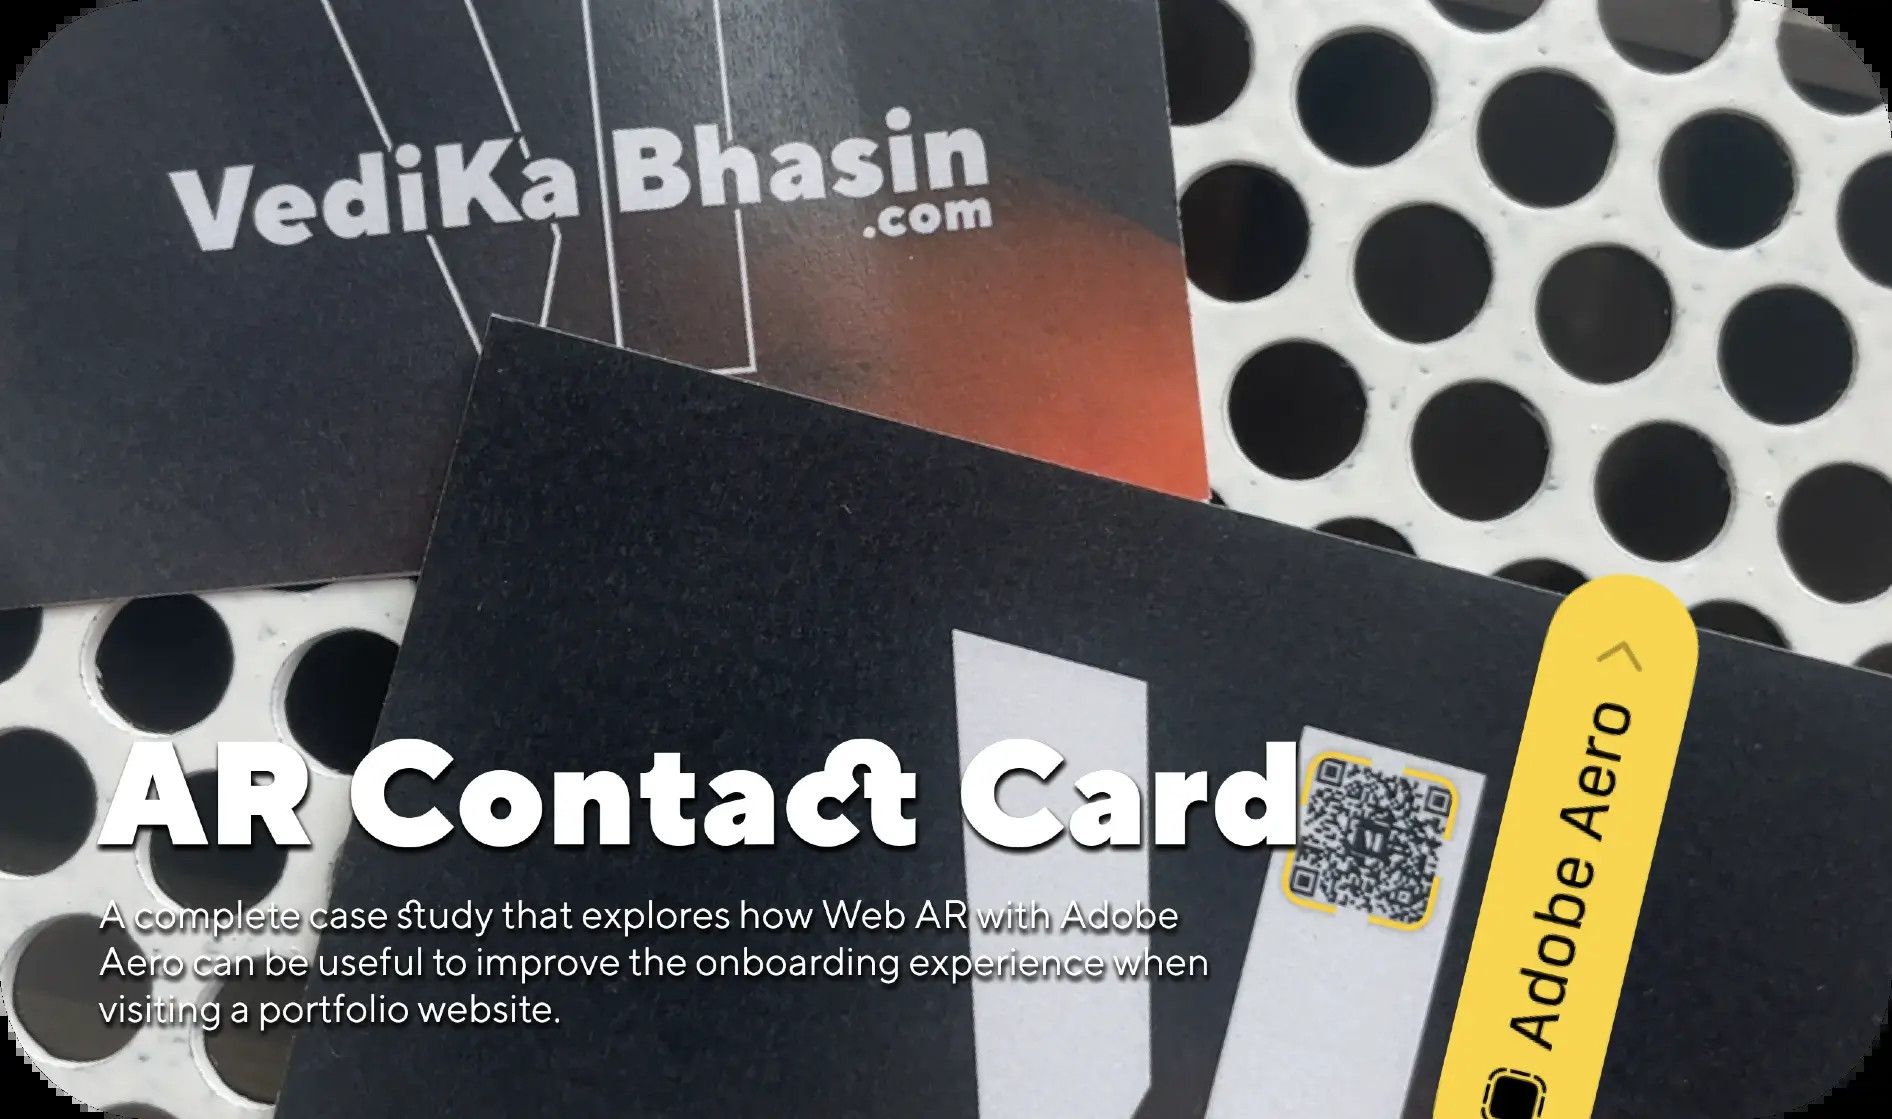 VediKa Bhasin
.com
AR Contact Card
A complete case study that explores how Web AR with Adobe
Aero can be useful to improve the onboarding experience when
visiting a portfolio website.
Adobe Aero